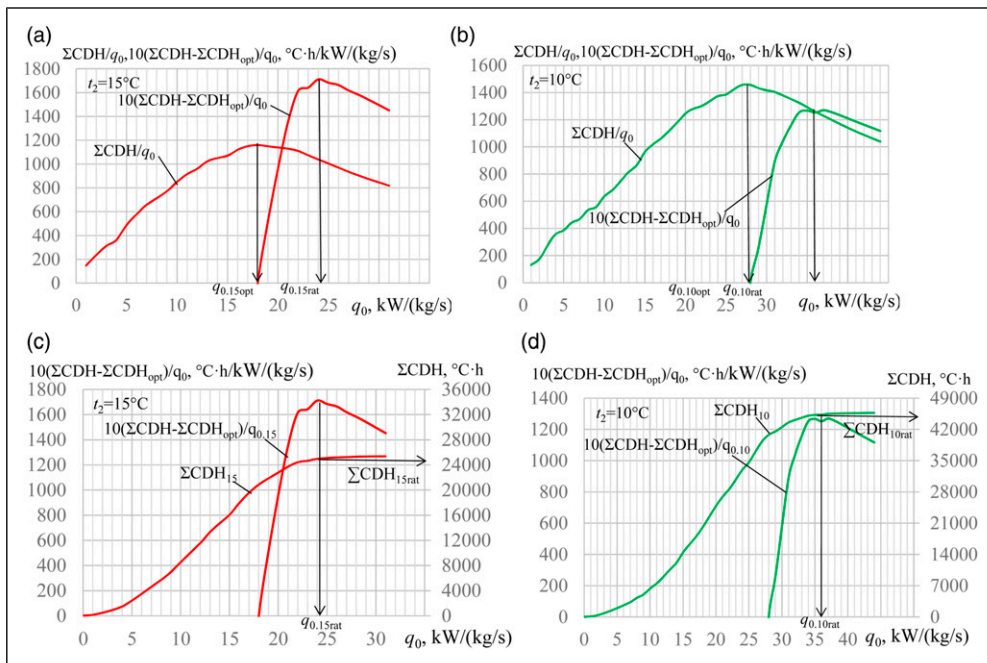 (a)
ΣCDH/q₀,10(ΣCDH-ΣCDHopt)/q₀, °C·h/kW/(kg/s)
1800
1600
1400
1200
1000
800
600
400
200
0
t₂=15°C
10(ΣCDH-ΣCDHopt)/q₀
ΣCDH/q₀
0 5 10 15 20 25 30
q0.15opt q0.15rat
q₀, kW/(kg/s)
(b)
ΣCDH/q₀,10(ΣCDH-ΣCDHopt)/q₀, °C·h/kW/(kg/s)
1600
1400
1200
1000
800
600
400
200
0
t₂=10°C
ΣCDH/q₀
10(ΣCDH-ΣCDHopt)/q₀
0 5 10 15 20 25 30
q0.10opt q0.10rat
q₀, kW/(kg/s)
(c)
10(ΣCDH-ΣCDHopt)/q₀, °C·h/kW/(kg/s)
ΣCDH, °C·h
1800
1600
1400
1200
1000
800
600
400
200
0
t₂=15°C
10(ΣCDH-ΣCDHopt)/q0.15
ΣCDH15
∑CDH15rat
36000
32000
28000
24000
20000
16000
12000
8000
4000
0
0 5 10 15 20 25 30
q0.15rat
q₀, kW/(kg/s)
(d)
10(ΣCDH-ΣCDHopt)/q₀, °C·h/kW/(kg/s)
ΣCDH, °C·h
1400
1200
1000
800
600
400
200
0
t₂=10°C
ΣCDH10
10(ΣCDH-ΣCDHopt)/q0.10
∑CDH10rat
49000
42000
35000
28000
21000
14000
7000
0
0 5 10 15 20 25 30 35 40
q0.10rat
q₀, kW/(kg/s)